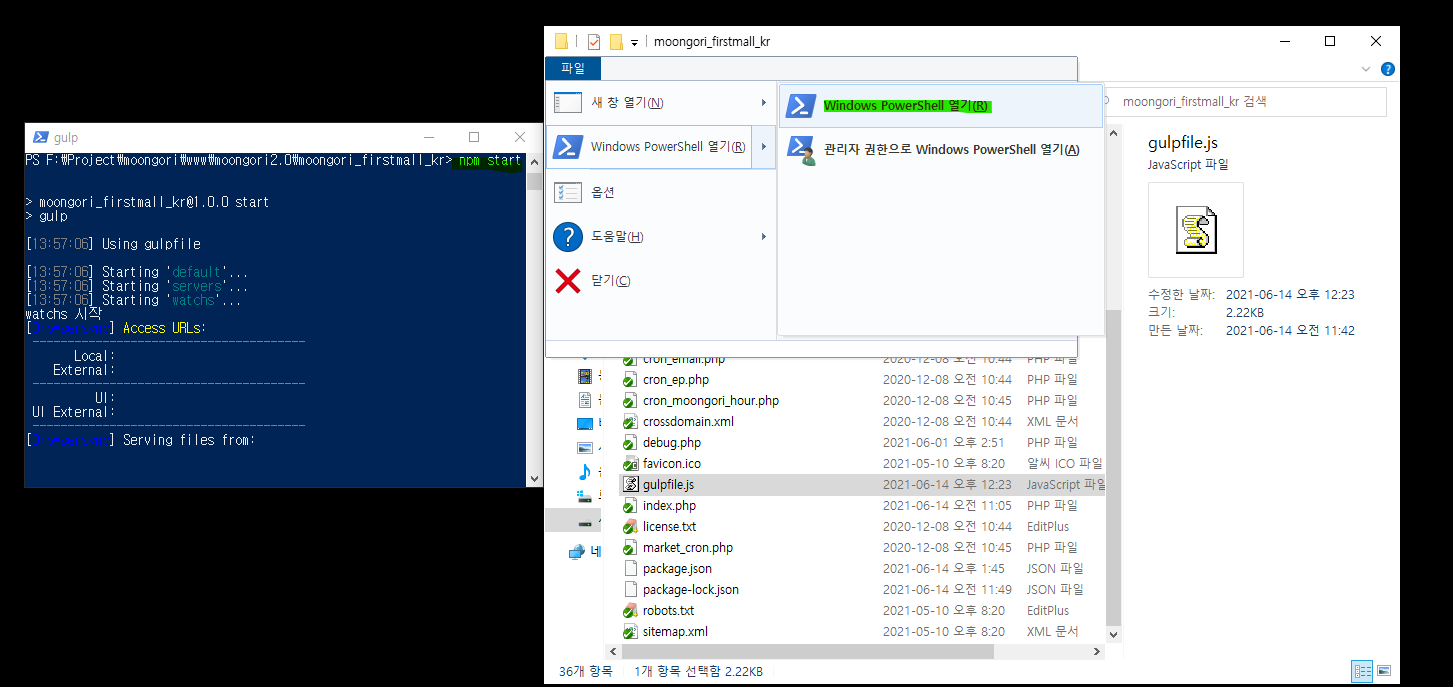 gulp
PS F:\Project\moongori\www\moongori2.0\moongori_firstmall_kr> npm start
> moongori_firstmall_kr@1.0.0 start
> gulp
[13:57:06] Using gulpfile
[13:57:06] Starting 'default'...
[13:57:06] Starting 'servers'...
[13:57:06] Starting 'watchs'...
watchs 시작
[Browsersync] Access URLs:
Local:
External:
UI:
UI External:
[Browsersync] Serving files from:
moongori_firstmall_kr
파일
새 창 열기(N)
Windows PowerShell 열기(R)
옵션
도움말(H)
닫기(C)
Windows PowerShell 열기(R)
관리자 권한으로 Windows PowerShell 열기(A)
moongori_firstmall_kr 검색
cron_email.php 2020-12-08 오전 10:44 PHP 파일
cron_ep.php 2020-12-08 오전 10:44 PHP 파일
cron_moongori_hour.php 2020-12-08 오전 10:45 PHP 파일
crossdomain.xml 2020-12-08 오전 10:44 XML 문서
debug.php 2021-06-01 오후 2:51 PHP 파일
favicon.ico 2021-05-10 오후 8:20 알씨 ICO 파일
gulpfile.js 2021-06-14 오후 12:23 JavaScript 파일
index.php 2021-06-14 오전 11:05 PHP 파일
license.txt 2020-12-08 오전 10:44 EditPlus
market_cron.php 2020-12-08 오전 10:45 PHP 파일
package.json 2021-06-14 오후 1:45 JSON 파일
package-lock.json 2021-06-14 오전 11:49 JSON 파일
robots.txt 2021-05-10 오후 8:20 EditPlus
sitemap.xml 2021-05-10 오후 8:20 XML 문서
36개 항목 1개 항목 선택함 2.22KB
gulpfile.js
JavaScript 파일
수정한 날짜: 2021-06-14 오후 12:23
크기: 2.22KB
만든 날짜: 2021-06-14 오전 11:42